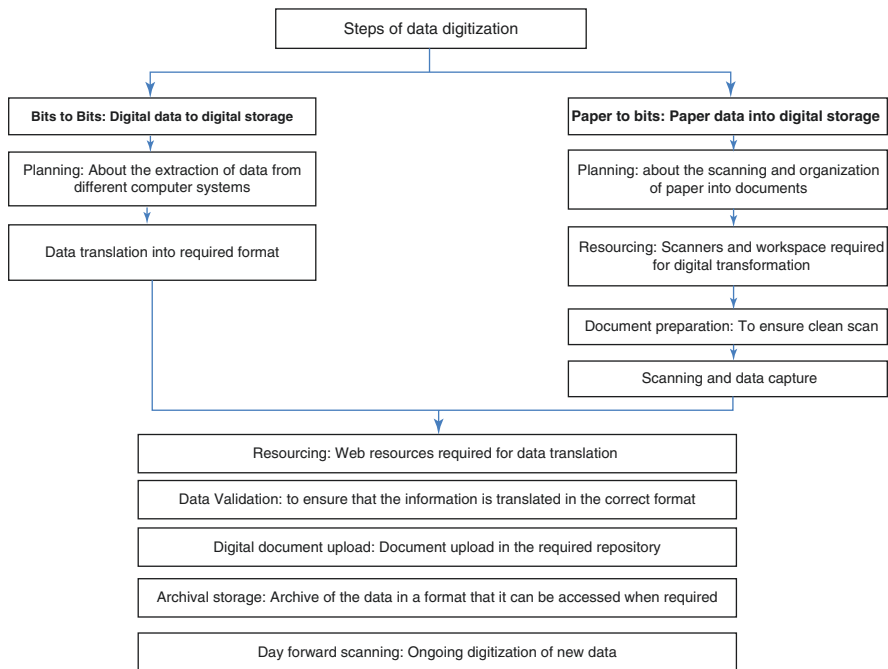 Steps of data digitization
Bits to Bits: Digital data to digital storage
Planning: About the extraction of data from
different computer systems
Data translation into required format
Paper to bits: Paper data into digital storage
Planning: about the scanning and organization
of paper into documents
Resourcing: Scanners and workspace required
for digital transformation
Document preparation: To ensure clean scan
Scanning and data capture
Resourcing: Web resources required for data translation
Data Validation: to ensure that the information is translated in the correct format
Digital document upload: Document upload in the required repository
Archival storage: Archive of the data in a format that it can be accessed when required
Day forward scanning: Ongoing digitization of new data